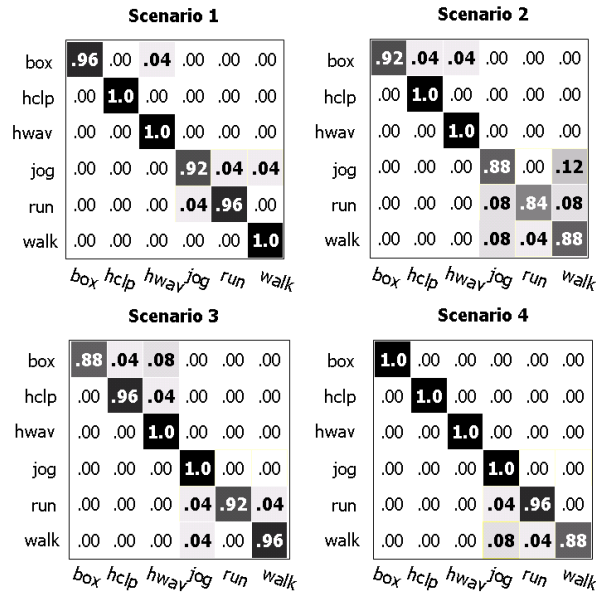 Scenario 1
box .96 .00 .04 .00 .00 .00
hclp .00 1.0 .00 .00 .00 .00
hwav .00 .00 1.0 .00 .00 .00
jog .00 .00 .00 .92 .04 .04
run .00 .00 .00 .04 .96 .00
walk .00 .00 .00 .00 .00 1.0
box hclp hwav jog run walk
Scenario 2
box .92 .04 .04 .00 .00 .00
hclp .00 1.0 .00 .00 .00 .00
hwav .00 .00 1.0 .00 .00 .00
jog .00 .00 .00 .88 .00 .12
run .00 .00 .00 .08 .84 .08
walk .00 .00 .00 .08 .04 .88
box hclp hwav jog run walk
Scenario 3
box .88 .04 .08 .00 .00 .00
hclp .00 .96 .04 .00 .00 .00
hwav .00 .00 1.0 .00 .00 .00
jog .00 .00 .00 1.0 .00 .00
run .00 .00 .00 .04 .92 .04
walk .00 .00 .00 .04 .00 .96
box hclp hwav jog run walk
Scenario 4
box 1.0 .00 .00 .00 .00 .00
hclp .00 1.0 .00 .00 .00 .00
hwav .00 .00 1.0 .00 .00 .00
jog .00 .00 .00 1.0 .00 .00
run .00 .00 .00 .04 .96 .00
walk .00 .00 .00 .08 .04 .88
box hclp hwav jog run walk